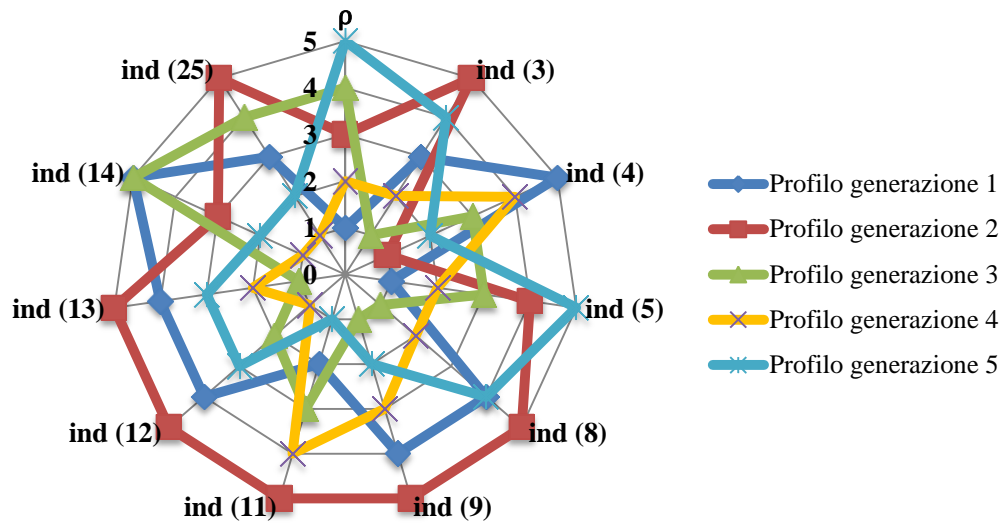 ρ
5
4
3
2
1
0
ind (3)
ind (4)
ind (5)
ind (8)
ind (9)
ind (11)
ind (12)
ind (13)
ind (14)
ind (25)
Profilo generazione 1
Profilo generazione 2
Profilo generazione 3
Profilo generazione 4
Profilo generazione 5